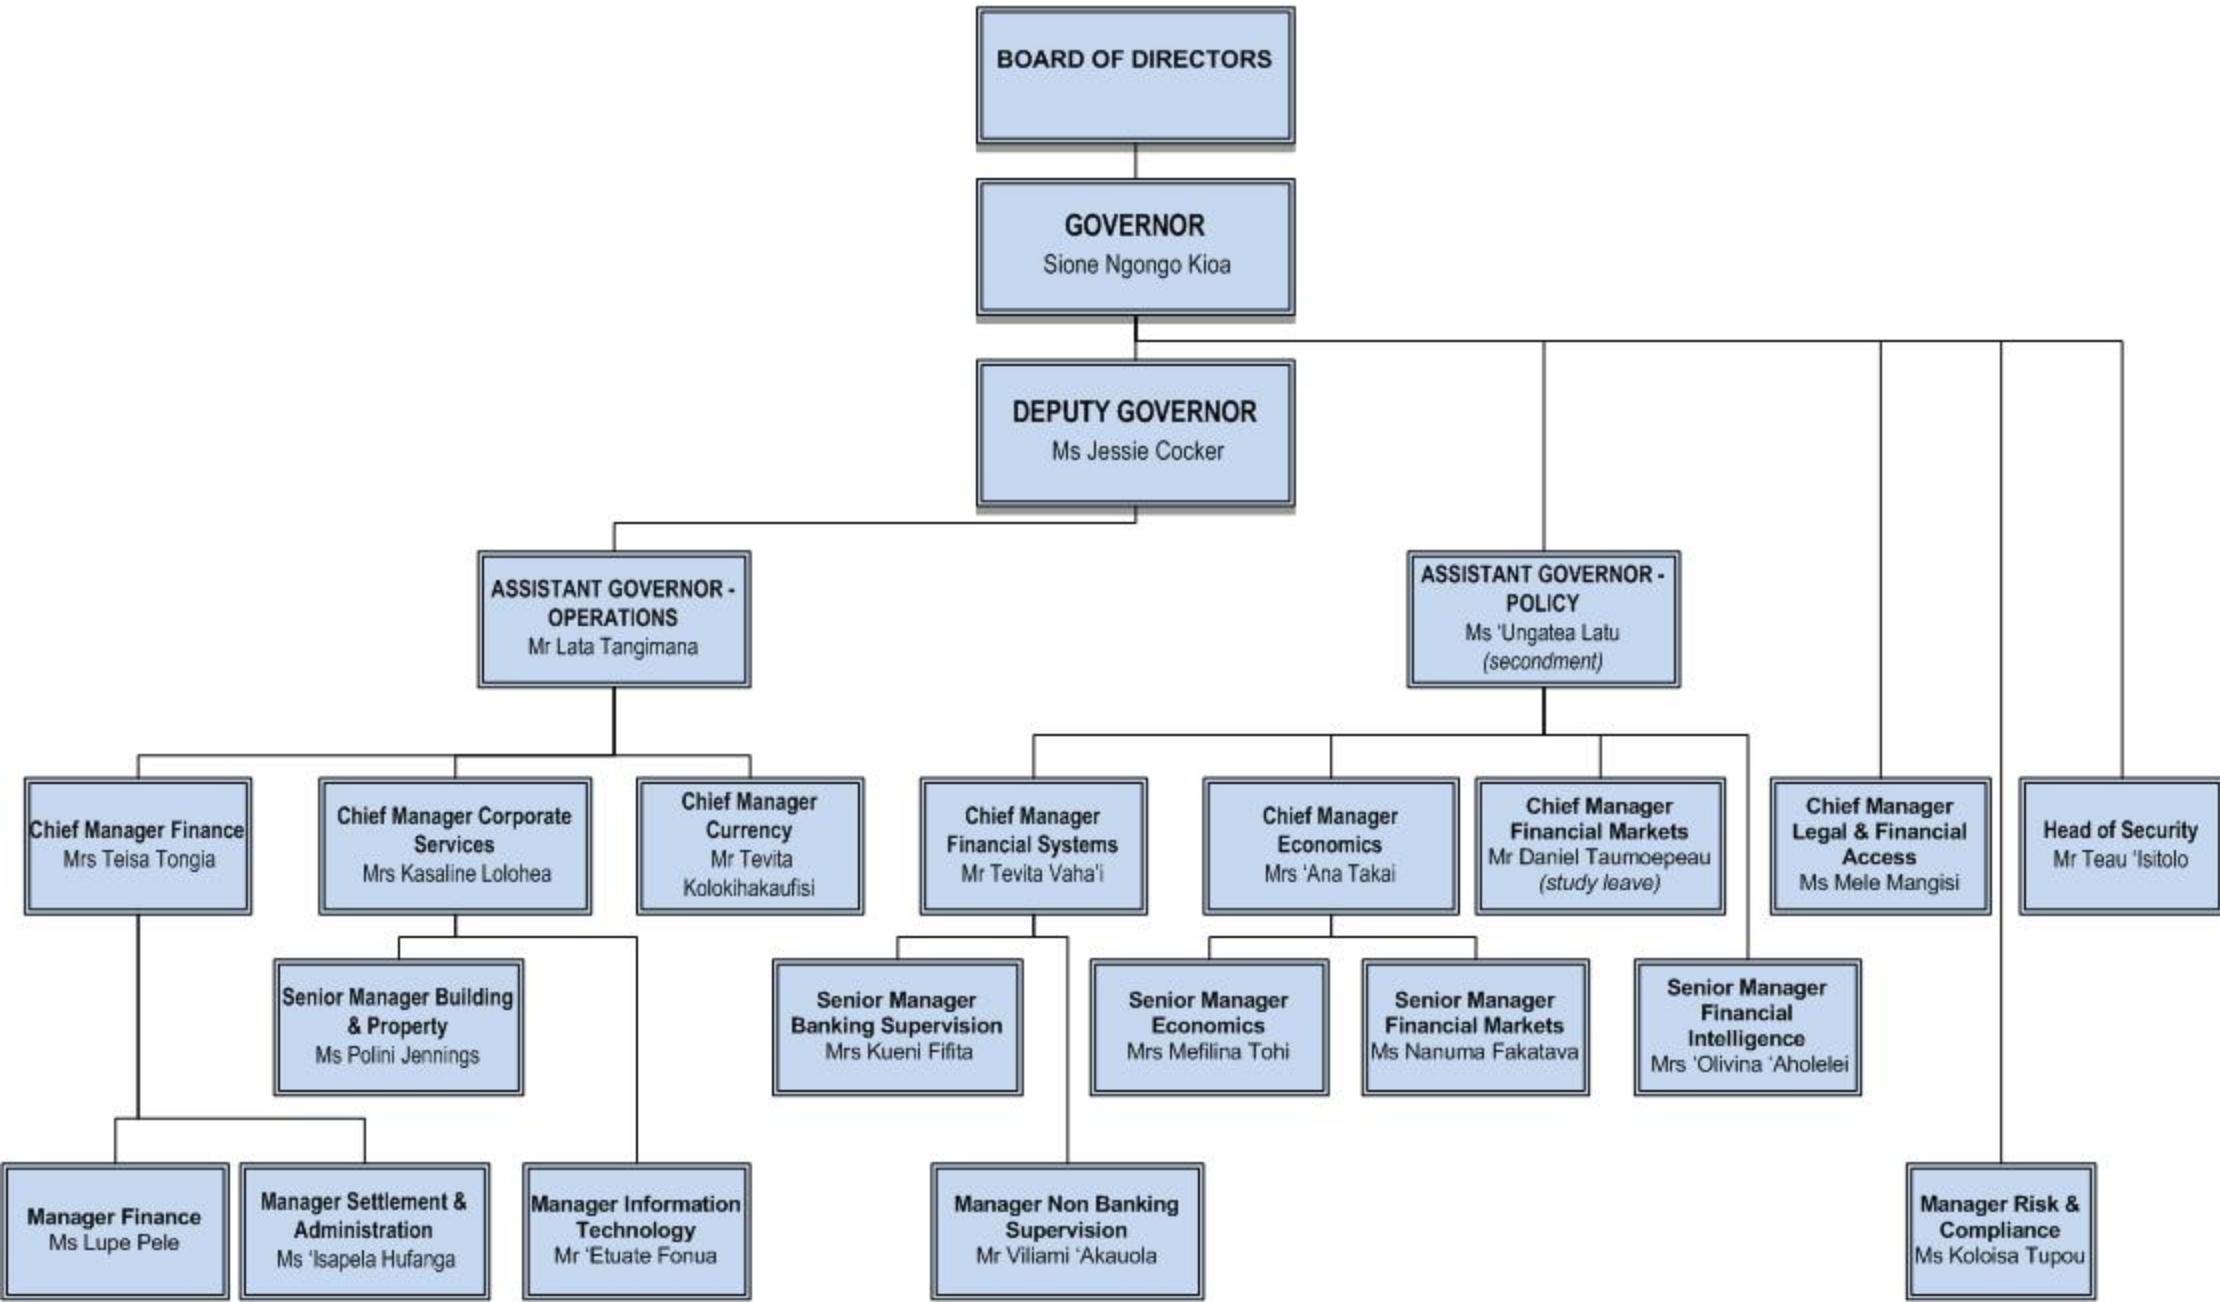 BOARD OF DIRECTORS
GOVERNOR
Sione Ngongo Kioa
DEPUTY GOVERNOR
Ms Jessie Cocker
ASSISTANT GOVERNOR -
OPERATIONS
Mr Lata Tangimana
ASSISTANT GOVERNOR -
POLICY
Ms ‘Ungatea Latu
(secondment)
Chief Manager Finance
Mrs Teisa Tongia
Chief Manager Corporate
Services
Mrs Kasaline Lolohea
Chief Manager
Currency
Mr Tevita
Kolokihakaufisi
Chief Manager
Financial Systems
Mr Tevita Vaha’i
Chief Manager
Economics
Mrs ‘Ana Takai
Chief Manager
Financial Markets
Mr Daniel Taumoepeau
(study leave)
Chief Manager
Legal & Financial
Access
Ms Mele Mangisi
Head of Security
Mr Teau ‘Isitolo
Senior Manager Building
& Property
Ms Polini Jennings
Senior Manager
Banking Supervision
Mrs Kueni Fifita
Senior Manager
Economics
Mrs Mefilina Tohi
Senior Manager
Financial Markets
Ms Nanuma Fakatava
Senior Manager
Financial
Intelligence
Mrs ‘Olivina ‘Aholelei
Manager Finance
Ms Lupe Pele
Manager Settlement &
Administration
Ms ‘Isapela Hufanga
Manager Information
Technology
Mr ‘Etuate Fonua
Manager Non Banking
Supervision
Mr Viliami ‘Akauola
Manager Risk &
Compliance
Ms Koloisa Tupou